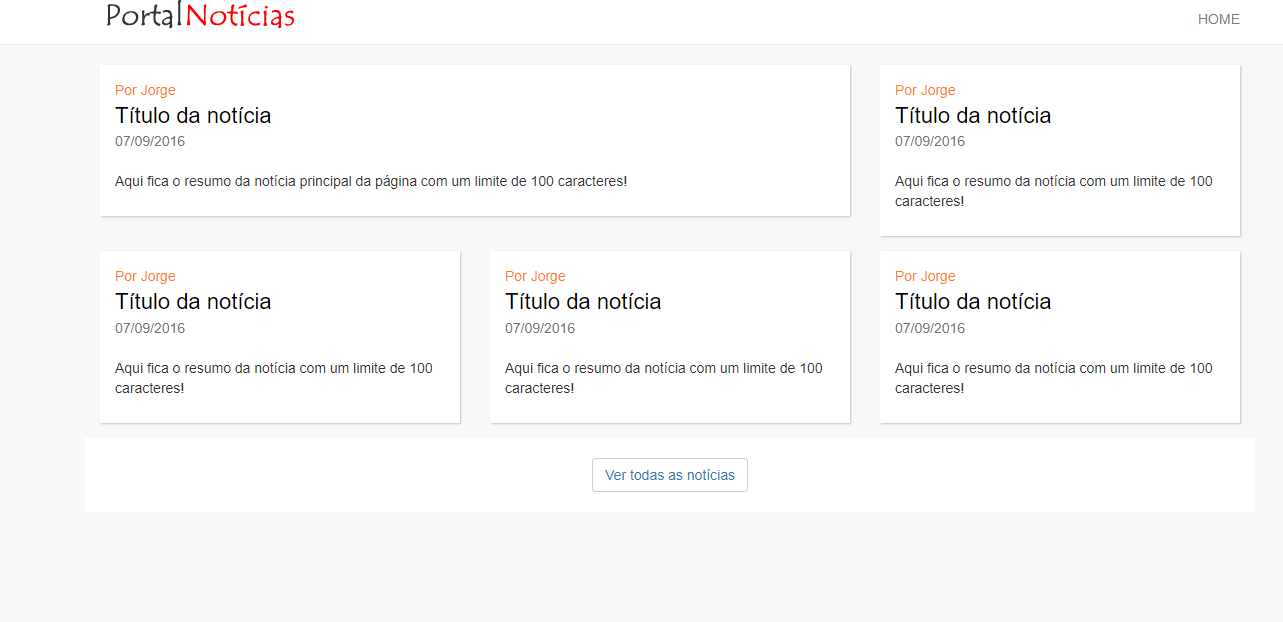 PortalNotícias
HOME
Por Jorge
Título da notícia
07/09/2016
Aqui fica o resumo da notícia principal da página com um limite de 100 caracteres!
Por Jorge
Título da notícia
07/09/2016
Aqui fica o resumo da notícia com um limite de 100
caracteres!
Por Jorge
Título da notícia
07/09/2016
Aqui fica o resumo da notícia com um limite de 100
caracteres!
Por Jorge
Título da notícia
07/09/2016
Aqui fica o resumo da notícia com um limite de 100
caracteres!
Por Jorge
Título da notícia
07/09/2016
Aqui fica o resumo da notícia com um limite de 100
caracteres!
Ver todas as notícias